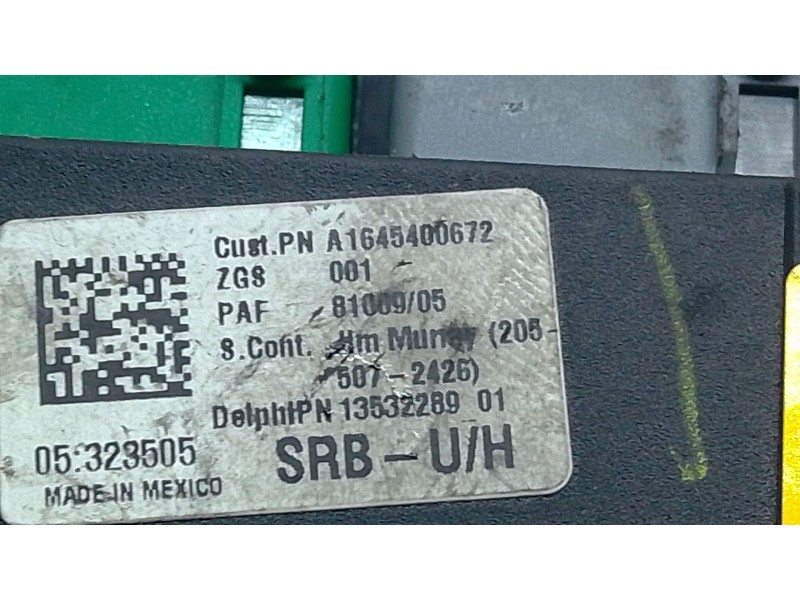 Cust.PN A1645400672
ZGS 001
PAF 81009/05
S.Cont. Jim Murray (205-
507-2426)
DelphiPN 13532289 01
05:323505 SRB-U/H
MADE IN MEXICO